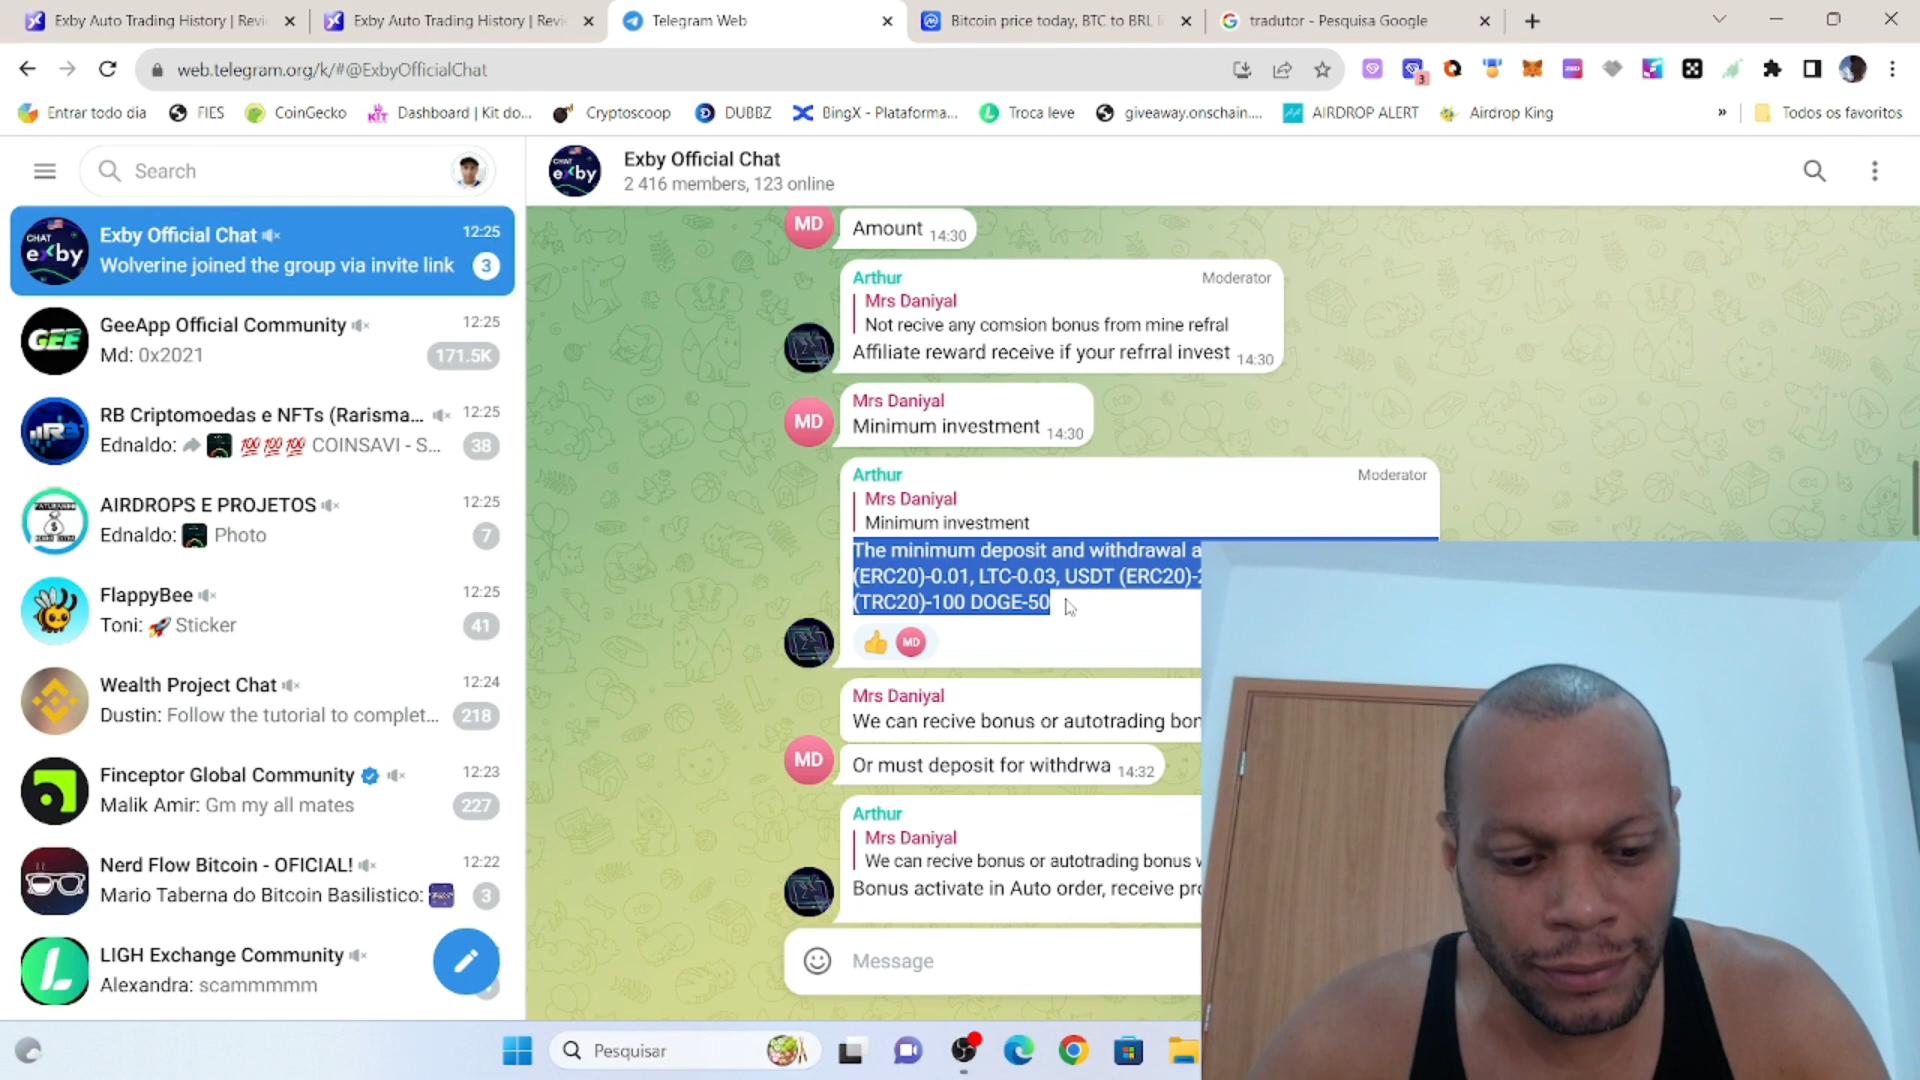 Exby Auto Trading History | Revi
Exby Auto Trading History | Revi
Telegram Web
Bitcoin price today, BTC to BRL
tradutor - Pesquisa Google
web.telegram.org/k/#@ExbyOfficialChat
3
Entrar todo dia
FIES
CoinGecko
Dashboard | Kit do...
Cryptoscoop
DUBBZ
BingX - Plataforma...
Troca leve
giveaway.onschain....
AIRDROP ALERT
Airdrop King
»
Todos os favoritos
Search
Exby Official Chat
2 416 members, 123 online
CHAT
exby
Exby Official Chat
12:25
Wolverine joined the group via invite link
3
GEE
GeeApp Official Community
12:25
Md: 0x2021
171.5K
RB Criptomoedas e NFTs (Rarisma...
12:25
Ednaldo: 💯💯💯 COINSAVI - S...
38
AIRDROPS E PROJETOS
12:25
Ednaldo: Photo
7
FlappyBee
12:25
Toni: 🚀 Sticker
41
Wealth Project Chat
12:24
Dustin: Follow the tutorial to complet...
218
Finceptor Global Community
12:23
Malik Amir: Gm my all mates
227
Nerd Flow Bitcoin - OFICIAL!
12:22
Mario Taberna do Bitcoin Basilistico:
3
LIGH Exchange Community
Alexandra: scammmmm
MD
Amount 14:30
Arthur
Moderator
Mrs Daniyal
Not recive any comsion bonus from mine refral
Affiliate reward receive if your refrral invest 14:30
Mrs Daniyal
MD
Minimum investment 14:30
Arthur
Moderator
Mrs Daniyal
Minimum investment
The minimum deposit and withdrawal a
(ERC20)-0.01, LTC-0.03, USDT (ERC20)-
(TRC20)-100 DOGE-50
👍 MD
Mrs Daniyal
We can recive bonus or autotrading bon
MD
Or must deposit for withdrwa 14:32
Arthur
Mrs Daniyal
We can recive bonus or autotrading bonus
Bonus activate in Auto order, receive pr
Message
Pesquisar